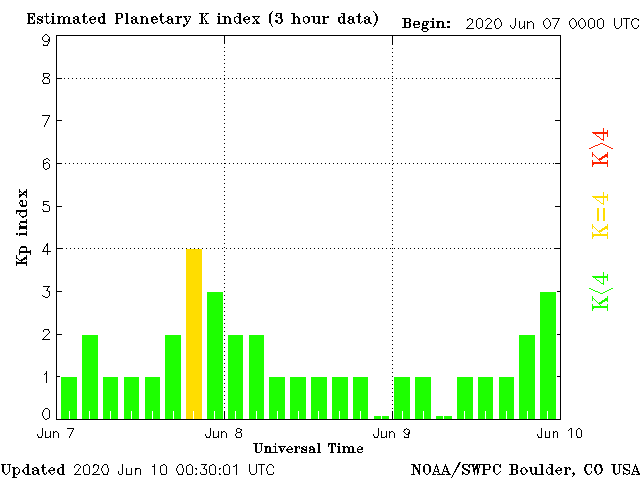 Estimated Planetary K index (3 hour data)
Begin: 2020 Jun 07 0000 UTC
9
8
7
6
5
4
3
2
1
0
Kp index
K>4
K=4
K<4
Jun 7
Jun 8
Jun 9
Jun 10
Universal Time
Updated 2020 Jun 10 00:30:01 UTC
NOAA/SWPC Boulder, CO USA